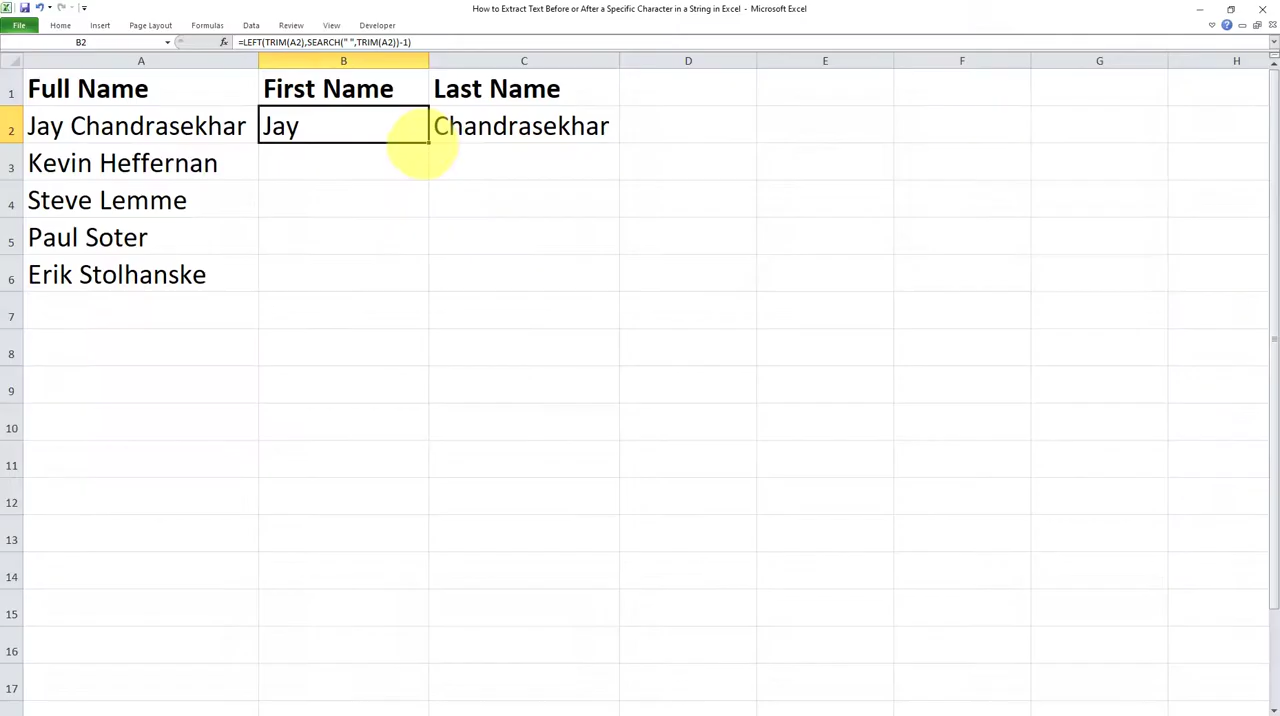 How to Extract Text Before or After a Specific Character in a String in Excel - Microsoft Excel
File Home Insert Page Layout Formulas Data Review View Developer
B2 fx =LEFT(TRIM(A2),SEARCH(" ",TRIM(A2))-1)
A B C D E F G H
1 Full Name First Name Last Name
2 Jay Chandrasekhar Jay Chandrasekhar
3 Kevin Heffernan
4 Steve Lemme
5 Paul Soter
6 Erik Stolhanske
7
8
9
10
11
12
13
14
15
16
17